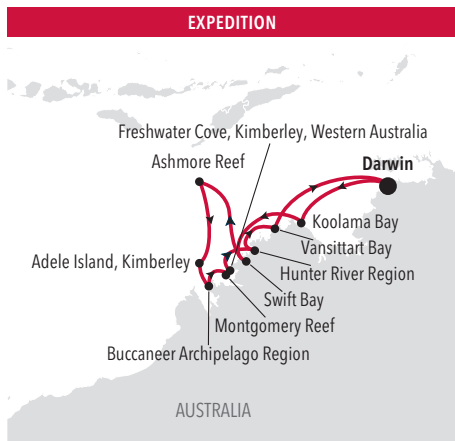 EXPEDITION
Freshwater Cove, Kimberley, Western Australia
Ashmore Reef
Darwin
Koolama Bay
Vansittart Bay
Adele Island, Kimberley
Hunter River Region
Swift Bay
Montgomery Reef
Buccaneer Archipelago Region
AUSTRALIA